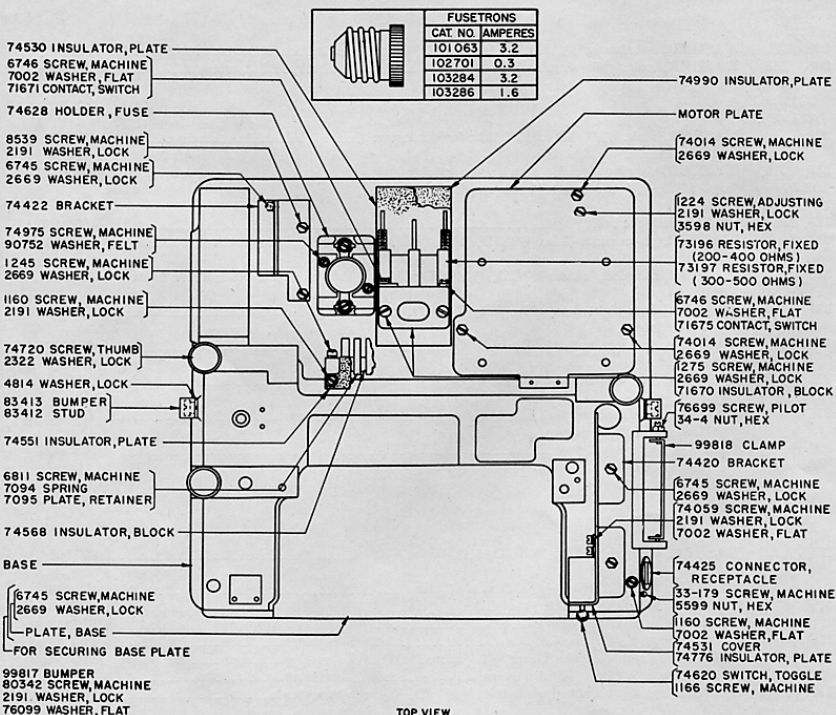 FUSETRONS
CAT. NO. AMPERES
101063 3.2
102701 0.3
103284 3.2
103286 1.6
74530 INSULATOR, PLATE
6746 SCREW, MACHINE
7002 WASHER, FLAT
71671 CONTACT, SWITCH
74628 HOLDER, FUSE
8539 SCREW, MACHINE
2191 WASHER, LOCK
6745 SCREW, MACHINE
2669 WASHER, LOCK
74422 BRACKET
74975 SCREW, MACHINE
90752 WASHER, FELT
1245 SCREW, MACHINE
2669 WASHER, LOCK
1160 SCREW, MACHINE
2191 WASHER, LOCK
74720 SCREW, THUMB
2322 WASHER, LOCK
4814 WASHER, LOCK
83413 BUMPER
83412 STUD
74551 INSULATOR, PLATE
6811 SCREW, MACHINE
7094 SPRING
7095 PLATE, RETAINER
74568 INSULATOR, BLOCK
BASE
6745 SCREW, MACHINE
2669 WASHER, LOCK
PLATE, BASE
FOR SECURING BASE PLATE
99817 BUMPER
80342 SCREW, MACHINE
2191 WASHER, LOCK
76099 WASHER, FLAT
74990 INSULATOR, PLATE
MOTOR PLATE
74014 SCREW, MACHINE
2669 WASHER, LOCK
1224 SCREW, ADJUSTING
2191 WASHER, LOCK
3598 NUT, HEX
73196 RESISTOR, FIXED
(200-400 OHMS)
73197 RESISTOR, FIXED
(300-500 OHMS)
6746 SCREW, MACHINE
7002 WASHER, FLAT
71675 CONTACT, SWITCH
74014 SCREW, MACHINE
2669 WASHER, LOCK
1275 SCREW, MACHINE
2669 WASHER, LOCK
71670 INSULATOR, BLOCK
76699 SCREW, PILOT
34-4 NUT, HEX
99818 CLAMP
74420 BRACKET
6745 SCREW, MACHINE
2669 WASHER, LOCK
74059 SCREW, MACHINE
2191 WASHER, LOCK
7002 WASHER, FLAT
74425 CONNECTOR,
RECEPTACLE
33-179 SCREW, MACHINE
5599 NUT, HEX
1160 SCREW, MACHINE
7002 WASHER, FLAT
74531 COVER
74776 INSULATOR, PLATE
74620 SWITCH, TOGGLE
1166 SCREW, MACHINE
TOP VIEW